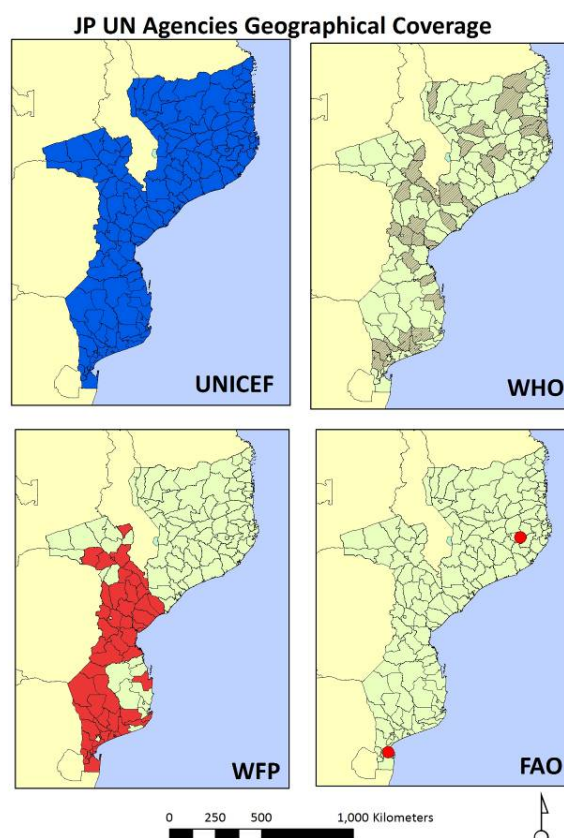 JP UN Agencies Geographical Coverage
UNICEF
WHO
WFP
FAO
0 250 500 1,000 Kilometers